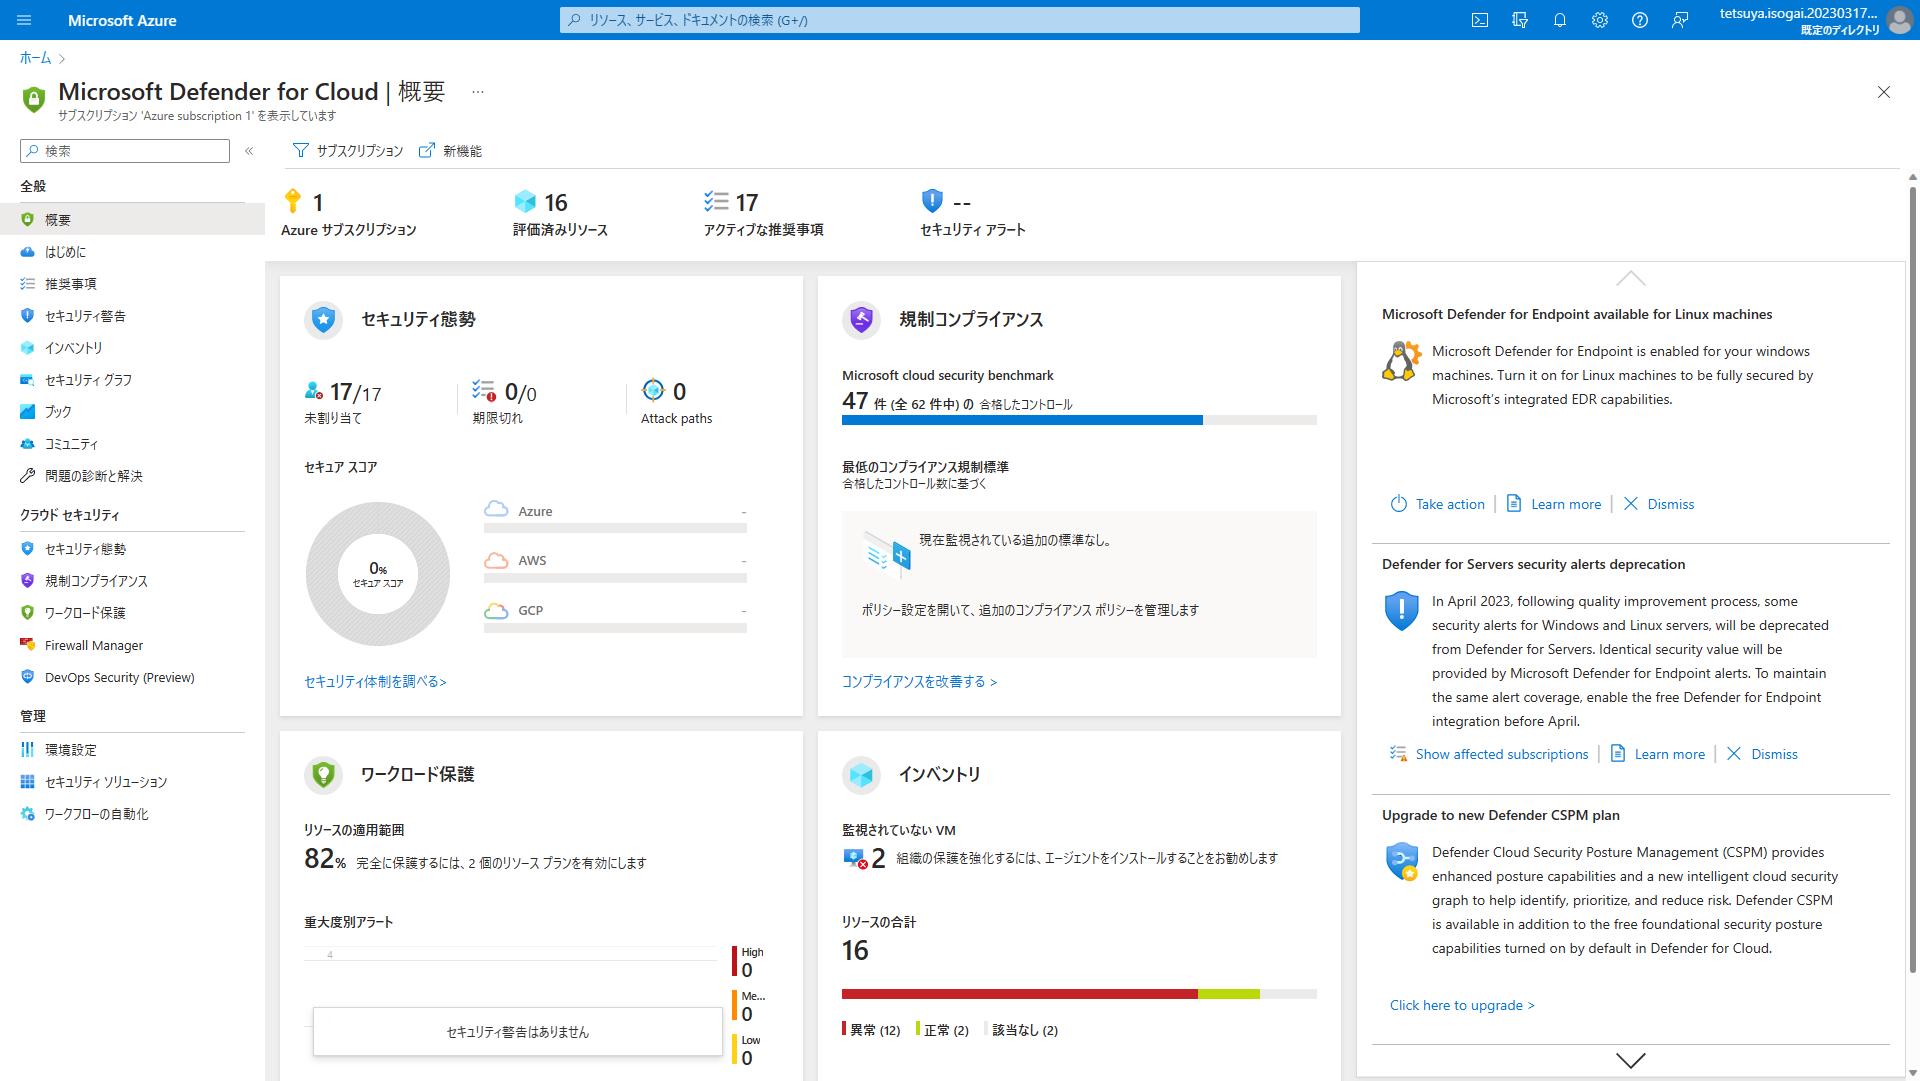 Microsoft Azure
リソース、サービス、ドキュメントの検索 (G+/)
tetsuya.isogai.20230317...
既定のディレクトリ
ホーム
Microsoft Defender for Cloud | 概要
サブスクリプション 'Azure subscription 1' を表示しています
検索
サブスクリプション
新機能
全般
概要
はじめに
推奨事項
セキュリティ警告
インベントリ
セキュリティ グラフ
ブック
コミュニティ
問題の診断と解決
クラウド セキュリティ
セキュリティ態勢
規制コンプライアンス
ワークロード保護
Firewall Manager
DevOps Security (Preview)
管理
環境設定
セキュリティ ソリューション
ワークフローの自動化
1
Azure サブスクリプション
16
評価済みリソース
17
アクティブな推奨事項
--
セキュリティ アラート
セキュリティ態勢
17/17
未割り当て
0/0
期限切れ
0
Attack paths
セキュア スコア
0%
セキュア スコア
Azure -
AWS -
GCP -
セキュリティ体制を調べる>
規制コンプライアンス
Microsoft cloud security benchmark
47 件 (全 62 件中) の 合格したコントロール
最低のコンプライアンス規制標準
合格したコントロール数に基づく
現在監視されている追加の標準なし。
ポリシー設定を開いて、追加のコンプライアンス ポリシーを管理します
コンプライアンスを改善する >
ワークロード保護
リソースの適用範囲
82% 完全に保護するには、2 個のリソース プランを有効にします
重大度別アラート
4
セキュリティ警告はありません
High
0
Me...
0
Low
0
インベントリ
監視されていない VM
2 組織の保護を強化するには、エージェントをインストールすることをお勧めします
リソースの合計
16
異常 (12) 正常 (2) 該当なし (2)
Microsoft Defender for Endpoint available for Linux machines
Microsoft Defender for Endpoint is enabled for your windows
machines. Turn it on for Linux machines to be fully secured by
Microsoft's integrated EDR capabilities.
Take action | Learn more | Dismiss
Defender for Servers security alerts deprecation
In April 2023, following quality improvement process, some
security alerts for Windows and Linux servers, will be deprecated
from Defender for Servers. Identical security value will be
provided by Microsoft Defender for Endpoint alerts. To maintain
the same alert coverage, enable the free Defender for Endpoint
integration before April.
Show affected subscriptions | Learn more | Dismiss
Upgrade to new Defender CSPM plan
Defender Cloud Security Posture Management (CSPM) provides
enhanced posture capabilities and a new intelligent cloud security
graph to help identify, prioritize, and reduce risk. Defender CSPM
is available in addition to the free foundational security posture
capabilities turned on by default in Defender for Cloud.
Click here to upgrade >